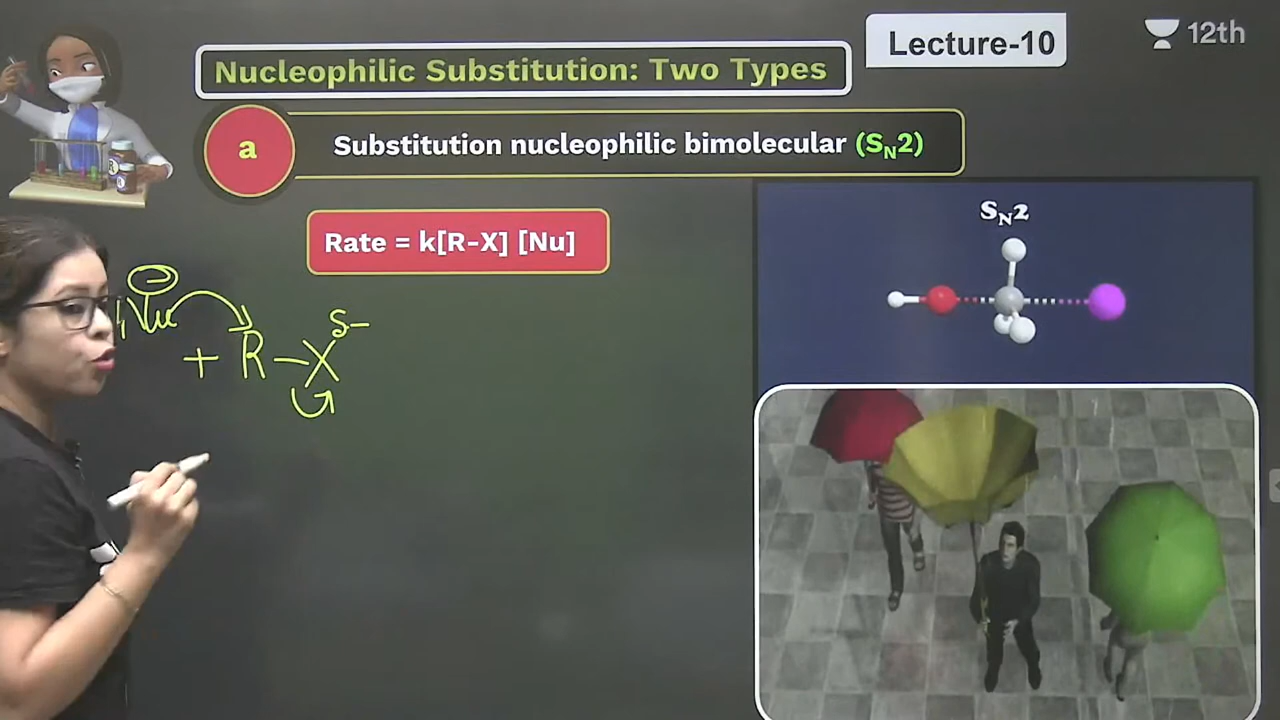 Lecture-10
12th
Nucleophilic Substitution: Two Types
a
Substitution nucleophilic bimolecular (SN2)
Rate = k[R-X] [Nu]
SN2
Nu + R-X δ-